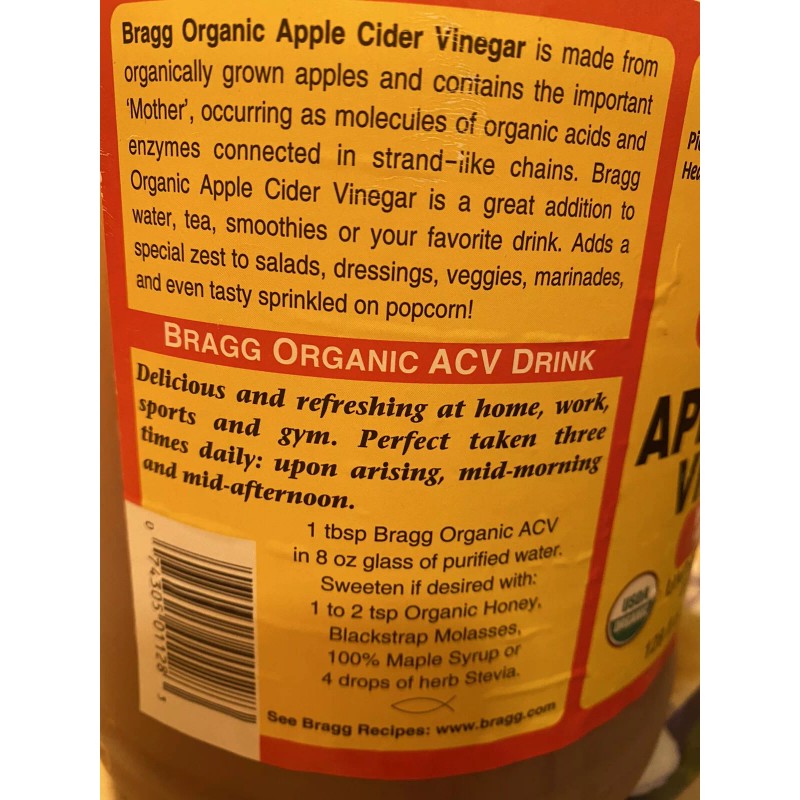 Bragg Organic Apple Cider Vinegar is made from
organically grown apples and contains the important
'Mother', occurring as molecules of organic acids and
enzymes connected in strand-like chains. Bragg
Organic Apple Cider Vinegar is a great addition to
water, tea, smoothies or your favorite drink. Adds a
special zest to salads, dressings, veggies, marinades,
and even tasty sprinkled on popcorn!
BRAGG ORGANIC ACV DRINK
Delicious and refreshing at home, work,
sports and gym. Perfect taken three
times daily: upon arising, mid-morning
and mid-afternoon.
1 tbsp Bragg Organic ACV
in 8 oz glass of purified water.
Sweeten if desired with:
1 to 2 tsp Organic Honey,
Blackstrap Molasses,
100% Maple Syrup or
4 drops of herb Stevia.
See Bragg Recipes: www.bragg.com
0 74305 01128 3
AP
V
USDA
ORGANIC